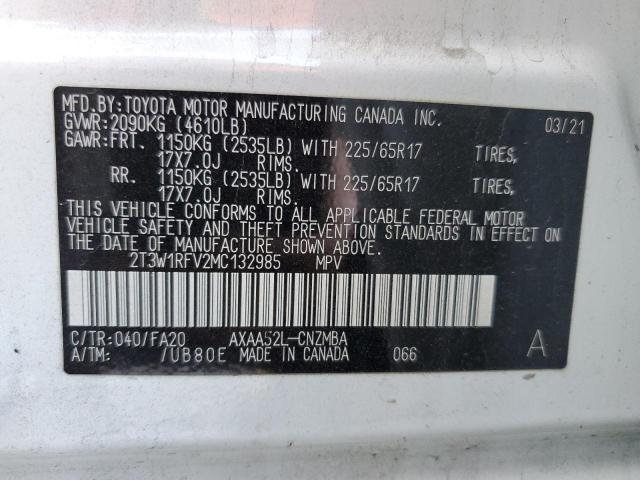 MFD.BY:TOYOTA MOTOR MANUFACTURING CANADA INC. 03/21
GVWR:2090KG (4610LB)
GAWR:FRT. 1150KG (2535LB) WITH 225/65R17 TIRES,
17X7.0J RIMS.
RR. 1150KG (2535LB) WITH 225/65R17 TIRES,
17X7.0J RIMS.
THIS VEHICLE CONFORMS TO ALL APPLICABLE FEDERAL MOTOR
VEHICLE SAFETY AND THEFT PREVENTION STANDARDS IN EFFECT ON
THE DATE OF MANUFACTURE SHOWN ABOVE.
2T3W1RFV2MC132985 MPV
C/TR:040/FA20 AXAA52L-CNZMBA A
A/TM: /UB80E MADE IN CANADA 066